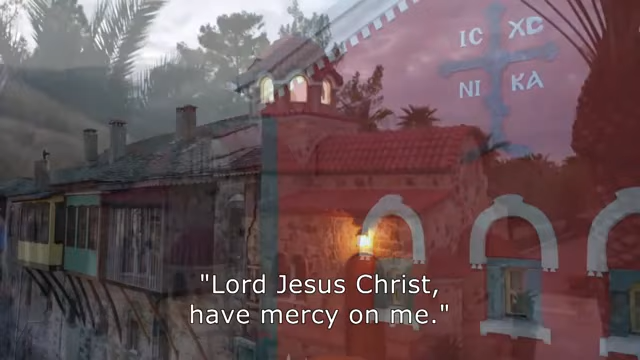 IC XC
NI KA
"Lord Jesus Christ,
have mercy on me."